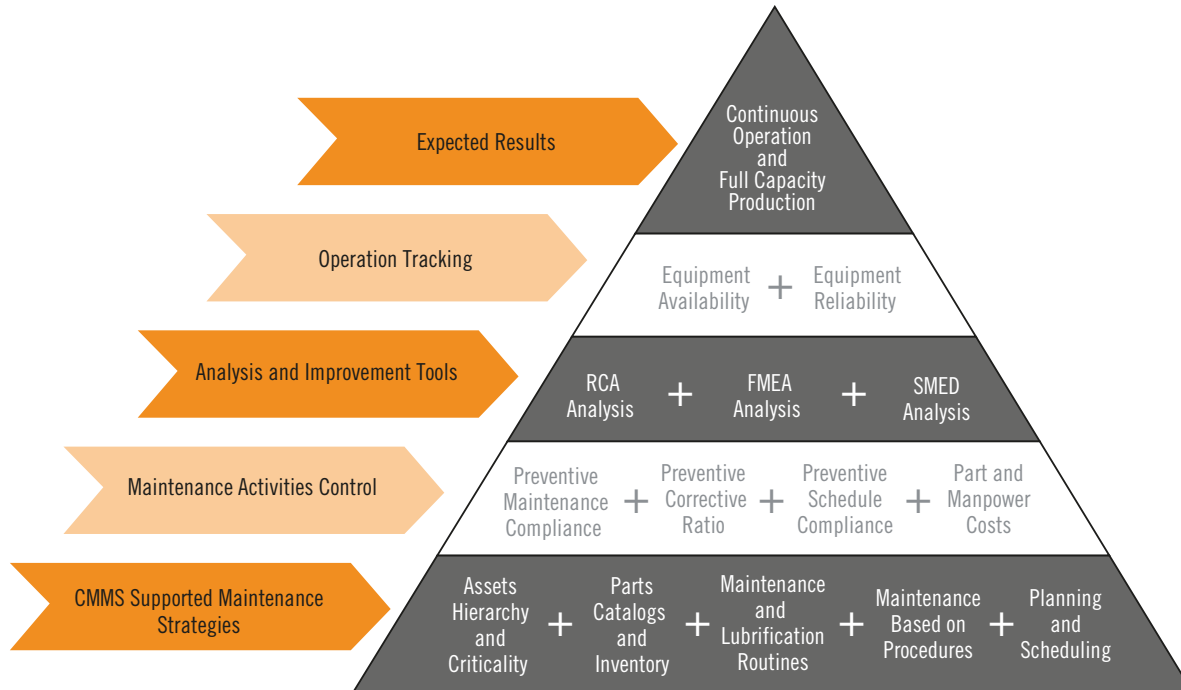 Expected Results
Continuous
Operation
and
Full Capacity
Production
Operation Tracking
Equipment
Availability
+
Equipment
Reliability
Analysis and Improvement Tools
RCA
Analysis
+
FMEA
Analysis
+
SMED
Analysis
Maintenance Activities Control
Preventive
Maintenance
Compliance
+
Preventive
Corrective
Ratio
+
Preventive
Schedule
Compliance
+
Part and
Manpower
Costs
CMMS Supported Maintenance
Strategies
Assets
Hierarchy
and
Criticality
+
Parts
Catalogs
and
Inventory
+
Maintenance
and
Lubrification
Routines
+
Maintenance
Based on
Procedures
+
Planning
and
Scheduling